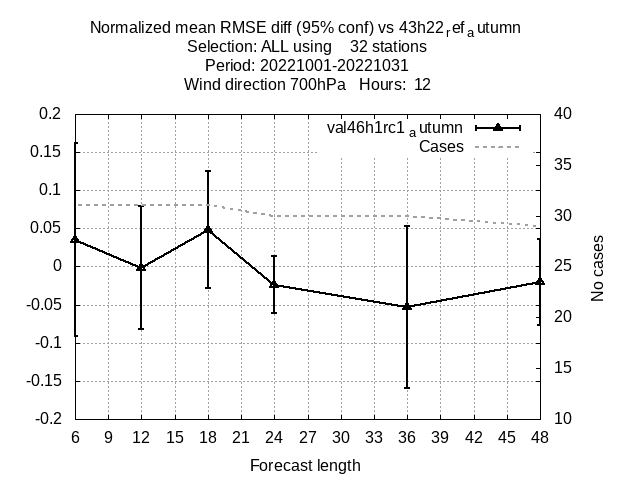 Normalized mean RMSE diff (95% conf) vs 43h22refautumn
Selection: ALL using    32 stations
Period: 20221001-20221031
Wind direction 700hPa   Hours:  12
val46h1rc1autumn
Cases
0.2
0.15
0.1
0.05
0
-0.05
-0.1
-0.15
-0.2
40
35
30
25
20
15
10
No cases
6 9 12 15 18 21 24 27 30 33 36 39 42 45 48
Forecast length